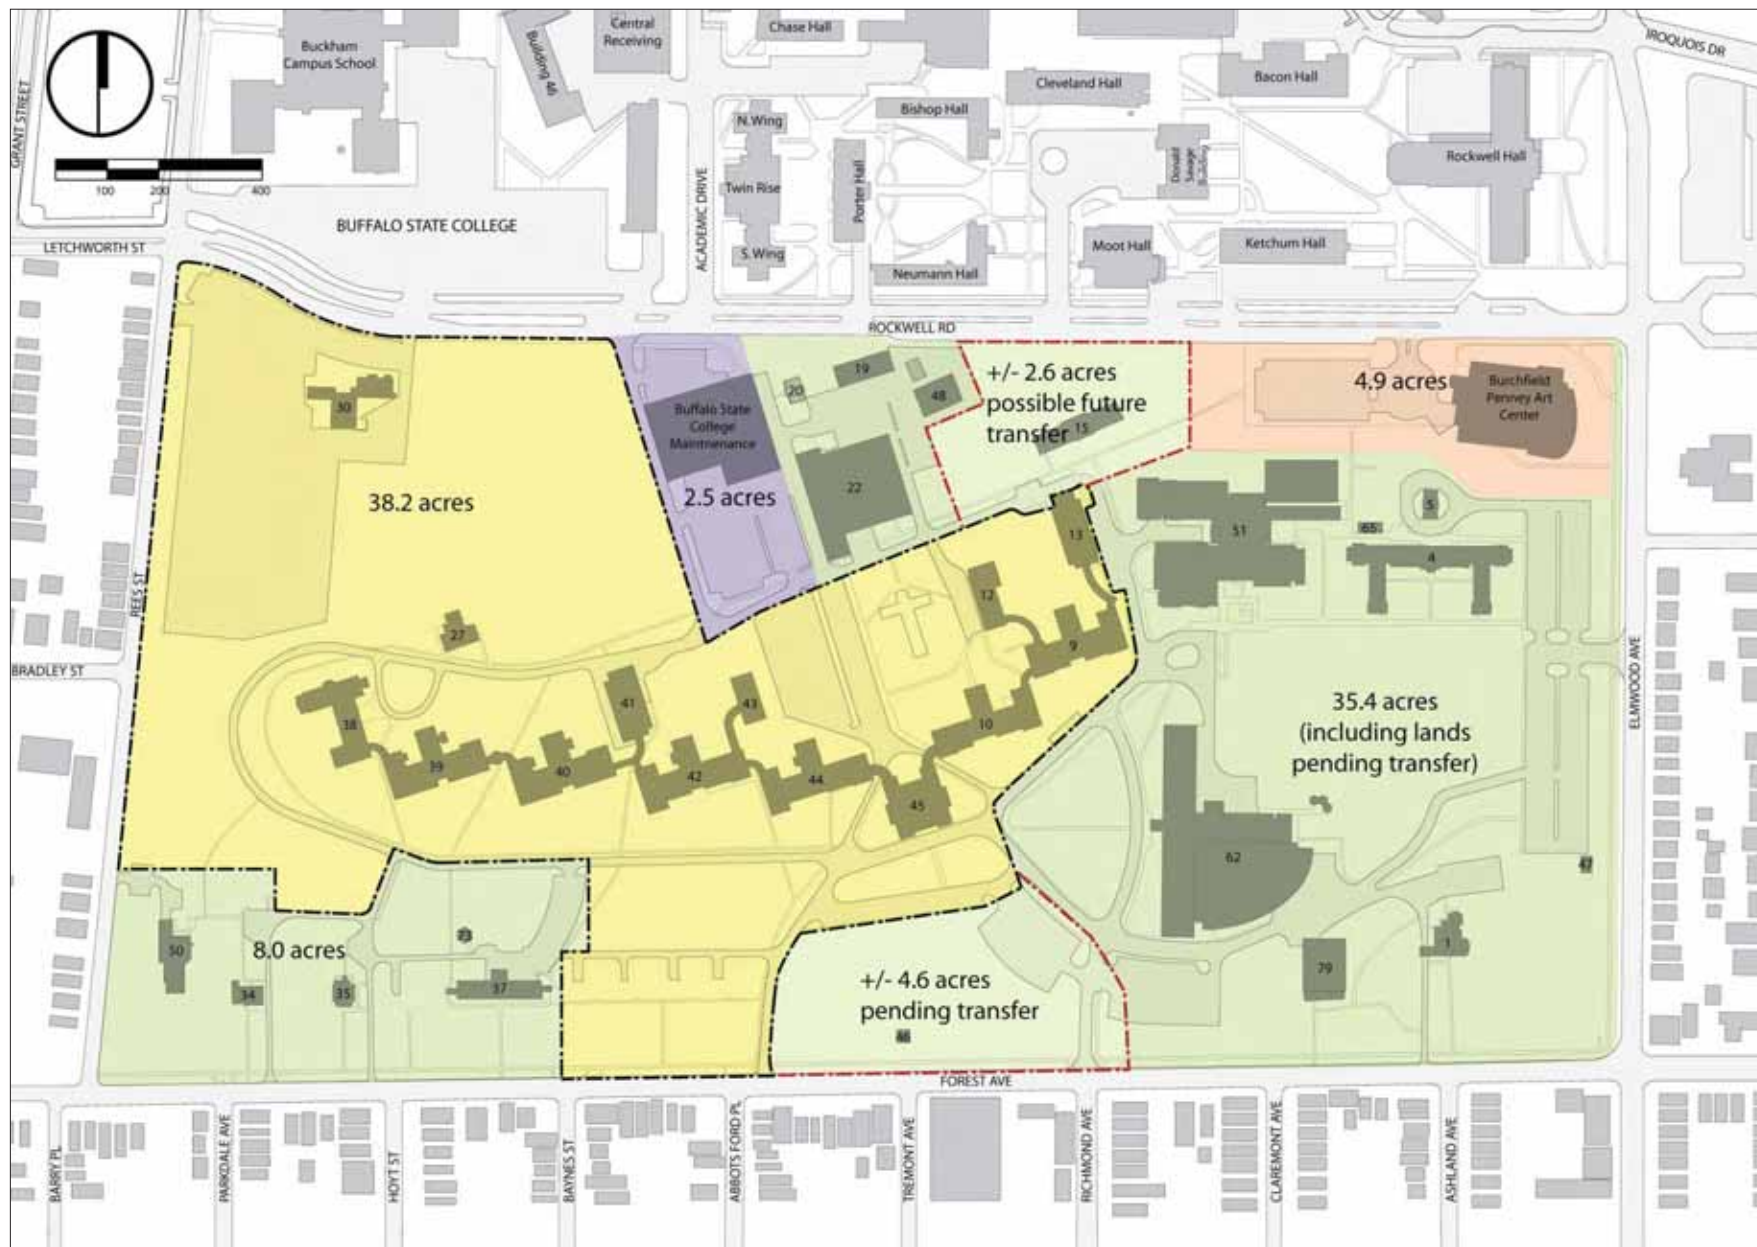 Central
Receiving
Chase Hall
Buckham
Campus School
Building 46
IROQUOIS DR
Cleveland Hall
Bacon Hall
GRANT STREET
Bishop Hall
N. Wing
100
200
400
Twin Rise
Porter Hall
Donald
Savage
Building
Rockwell Hall
BUFFALO STATE COLLEGE
ACADEMIC DRIVE
S. Wing
LETCHWORTH ST
Neumann Hall
Moot Hall
Ketchum Hall
ROCKWELL RD
30
Buffalo State
College
Maintnenance
20
19
48
+/- 2.6 acres
possible future
transfer
15
4.9 acres
Burchfield
Penney Art
Center
38.2 acres
2.5 acres
22
13
51
65
5
4
REES ST
27
12
9
BRADLEY ST
ELMWOOD AVE
38
39
40
41
42
43
44
45
10
35.4 acres
(including lands
pending transfer)
62
47
50
8.0 acres
34
35
37
+/- 4.6 acres
pending transfer
46
79
1
FOREST AVE
BARRY PL
PARKDALE AVE
HOYT ST
BAYNES ST
ABBOTS FORD PL
TREMONT AVE
RICHMOND AVE
CLAREMONT AVE
ASHLAND AVE